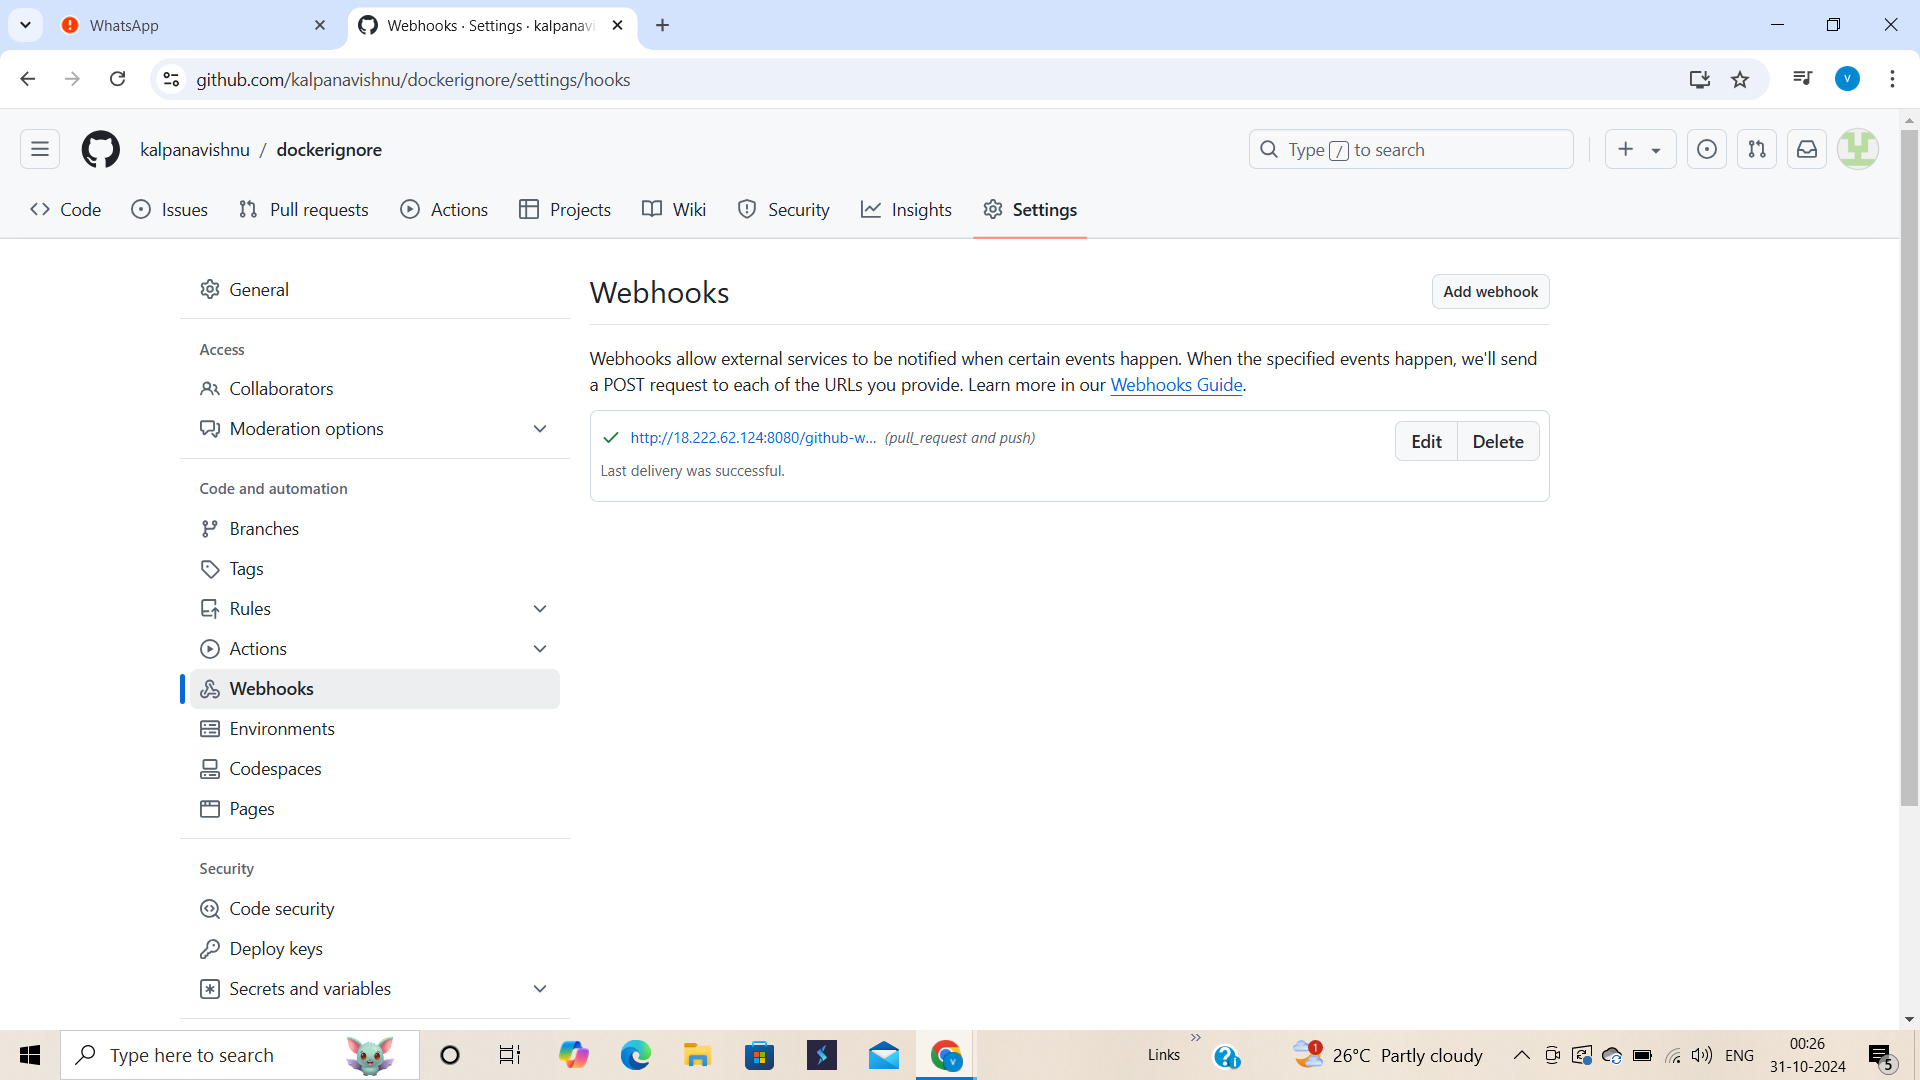 WhatsApp
Webhooks · Settings · kalpanavi
github.com/kalpanavishnu/dockerignore/settings/hooks
V
kalpanavishnu / dockerignore
Type / to search
Code
Issues
Pull requests
Actions
Projects
Wiki
Security
Insights
Settings
General
Access
Collaborators
Moderation options
Code and automation
Branches
Tags
Rules
Actions
Webhooks
Environments
Codespaces
Pages
Security
Code security
Deploy keys
Secrets and variables
Webhooks
Add webhook
Webhooks allow external services to be notified when certain events happen. When the specified events happen, we'll send
a POST request to each of the URLs you provide. Learn more in our Webhooks Guide.
http://18.222.62.124:8080/github-w... (pull_request and push)
Edit
Delete
Last delivery was successful.
Type here to search
V
Links
1
26°C Partly cloudy
ENG
00:26
31-10-2024
5